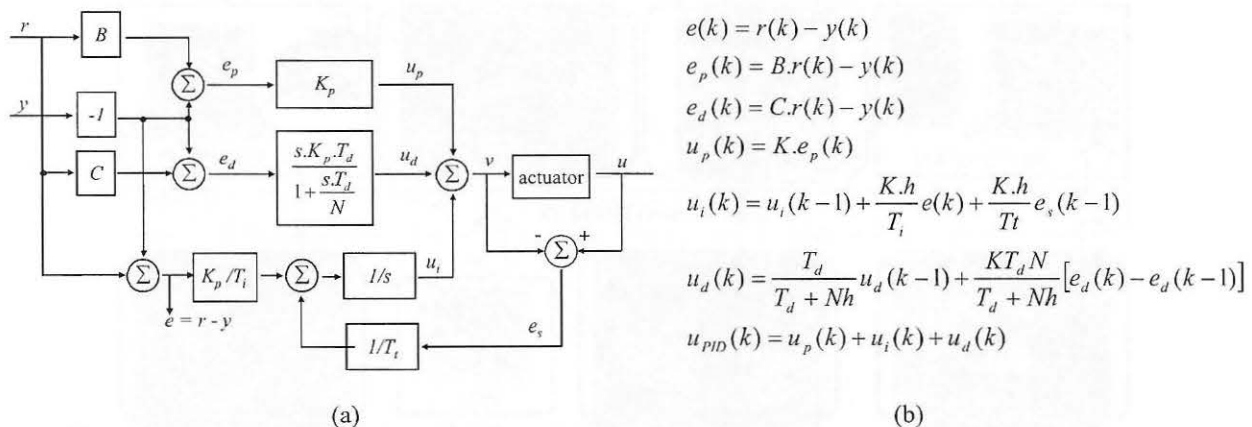 r
B
y
-1
C
Σ
e_p
K_p
u_p
Σ
e_d
s.K_p.T_d
1+ s.T_d
N
u_d
Σ
v
actuator
u
- Σ +
Σ
e = r - y
K_p /T_i
Σ
1/s
u_i
1/T_t
e_s
(a)
e(k) = r(k) − y(k)
e_p(k) = B.r(k) − y(k)
e_d(k) = C.r(k) − y(k)
u_p(k) = K.e_p(k)
u_i(k) = u_i(k−1) + K.h/T_i e(k) + K.h/Tt e_s(k−1)
u_d(k) = T_d/(T_d + Nh) u_d(k−1) + KT_d N/(T_d + Nh) [e_d(k) − e_d(k−1)]
u_PID(k) = u_p(k) + u_i(k) + u_d(k)
(b)